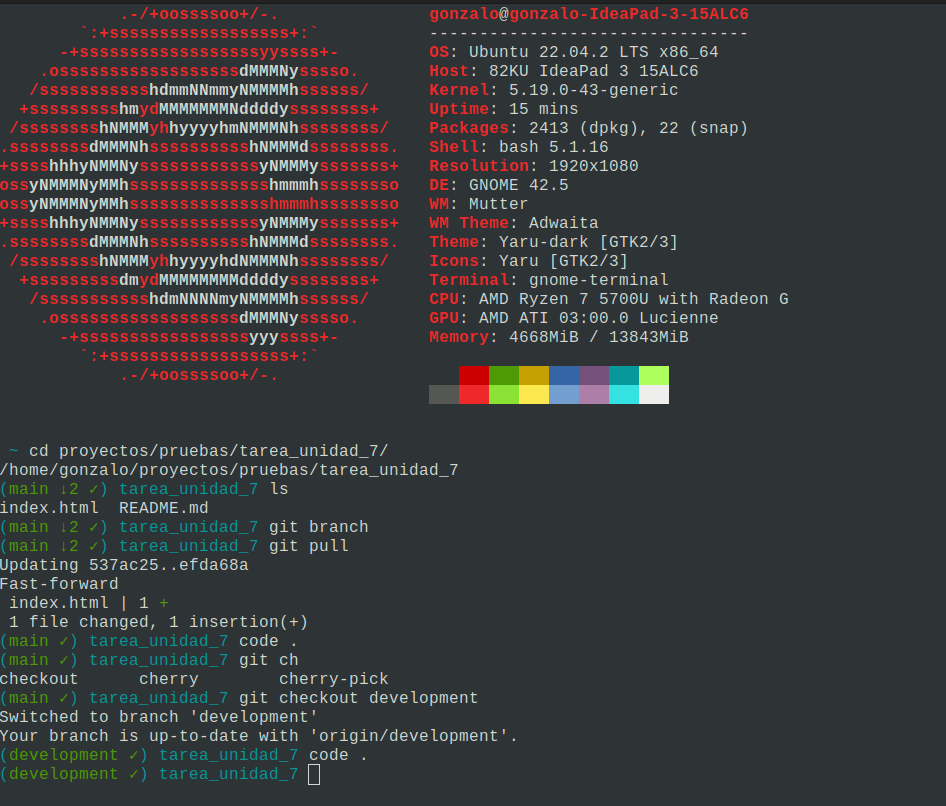 .-/+oossssoo+/-.               gonzalo@gonzalo-IdeaPad-3-15ALC6
        `:+ssssssssssssssssss+:`           --------------------------------
      -+ssssssssssssssssssyyssss+-         OS: Ubuntu 22.04.2 LTS x86_64
    .ossssssssssssssssssdMMMNysssso.       Host: 82KU IdeaPad 3 15ALC6
   /ssssssssssshdmmNNmmyNMMMMhssssss/      Kernel: 5.19.0-43-generic
  +ssssssssshmydMMMMMMMNddddyssssssss+     Uptime: 15 mins
 /sssssssshNMMMyhhyyyyhmNMMMNhssssssss/    Packages: 2413 (dpkg), 22 (snap)
.ssssssssdMMMNhsssssssssshNMMMdssssssss.   Shell: bash 5.1.16
+sssshhhyNMMNyssssssssssssyNMMMysssssss+   Resolution: 1920x1080
ossyNMMMNyMMhsssssssssssssshmmmhssssssso   DE: GNOME 42.5
ossyNMMMNyMMhsssssssssssssshmmmhssssssso   WM: Mutter
+sssshhhyNMMNyssssssssssssyNMMMysssssss+   WM Theme: Adwaita
.ssssssssdMMMNhsssssssssshNMMMdssssssss.   Theme: Yaru-dark [GTK2/3]
 /sssssssshNMMMyhhyyyyhdNMMMNhssssssss/    Icons: Yaru [GTK2/3]
  +sssssssssdmydMMMMMMMMddddyssssssss+     Terminal: gnome-terminal
   /ssssssssssshdmNNNNmyNMMMMhssssss/      CPU: AMD Ryzen 7 5700U with Radeon G
    .ossssssssssssssssssdMMMNysssso.       GPU: AMD ATI 03:00.0 Lucienne
      -+sssssssssssssssssyyyssss+-         Memory: 4668MiB / 13843MiB
        `:+ssssssssssssssssss+:`
            .-/+oossssoo+/-.
 ~ cd proyectos/pruebas/tarea_unidad_7/
/home/gonzalo/proyectos/pruebas/tarea_unidad_7
(main ↓2 ✓) tarea_unidad_7 ls
index.html  README.md
(main ↓2 ✓) tarea_unidad_7 git branch
(main ↓2 ✓) tarea_unidad_7 git pull
Updating 537ac25..efda68a
Fast-forward
 index.html | 1 +
 1 file changed, 1 insertion(+)
(main ✓) tarea_unidad_7 code .
(main ✓) tarea_unidad_7 git ch
checkout      cherry        cherry-pick
(main ✓) tarea_unidad_7 git checkout development
Switched to branch 'development'
Your branch is up-to-date with 'origin/development'.
(development ✓) tarea_unidad_7 code .
(development ✓) tarea_unidad_7